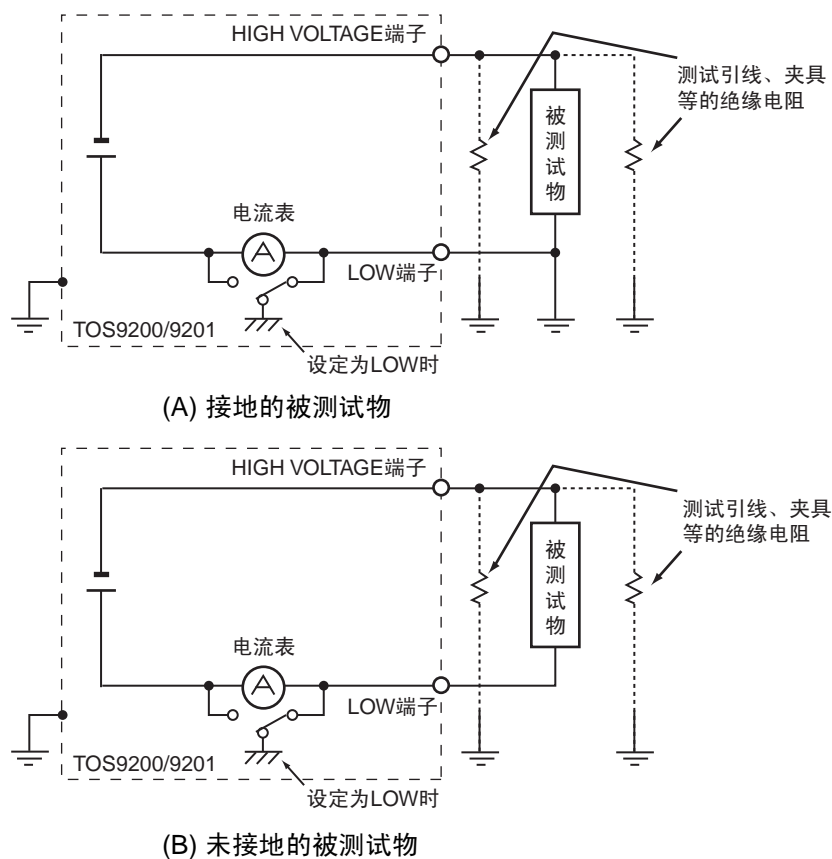 HIGH VOLTAGE端子
测试引线、夹具
等的绝缘电阻
被测试物
电流表
A
LOW端子
TOS9200/9201
设定为LOW时
(A) 接地的被测试物
HIGH VOLTAGE端子
测试引线、夹具
等的绝缘电阻
被测试物
电流表
A
LOW端子
TOS9200/9201
设定为LOW时
(B) 未接地的被测试物